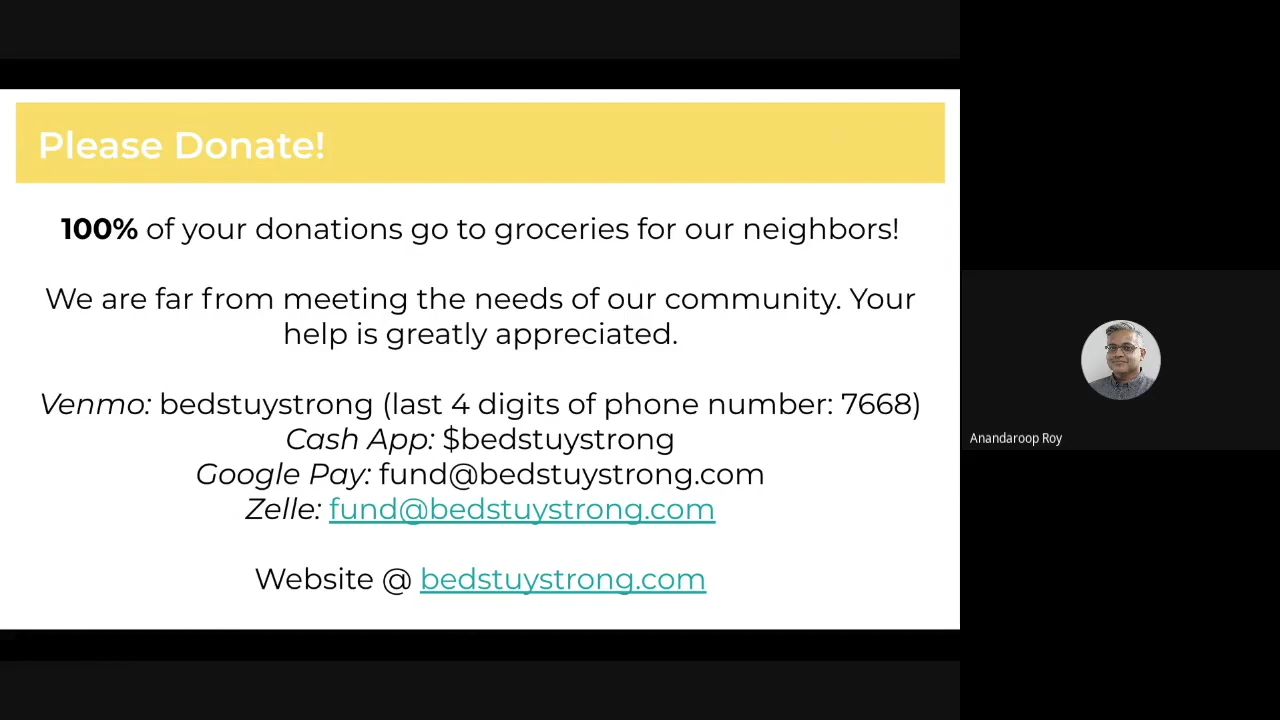 Please Donate!
100% of your donations go to groceries for our neighbors!
We are far from meeting the needs of our community. Your
help is greatly appreciated.
Venmo: bedstuystrong (last 4 digits of phone number: 7668)
Cash App: $bedstuystrong
Google Pay: fund@bedstuystrong.com
Zelle: fund@bedstuystrong.com
Website @ bedstuystrong.com
Anandaroop Roy